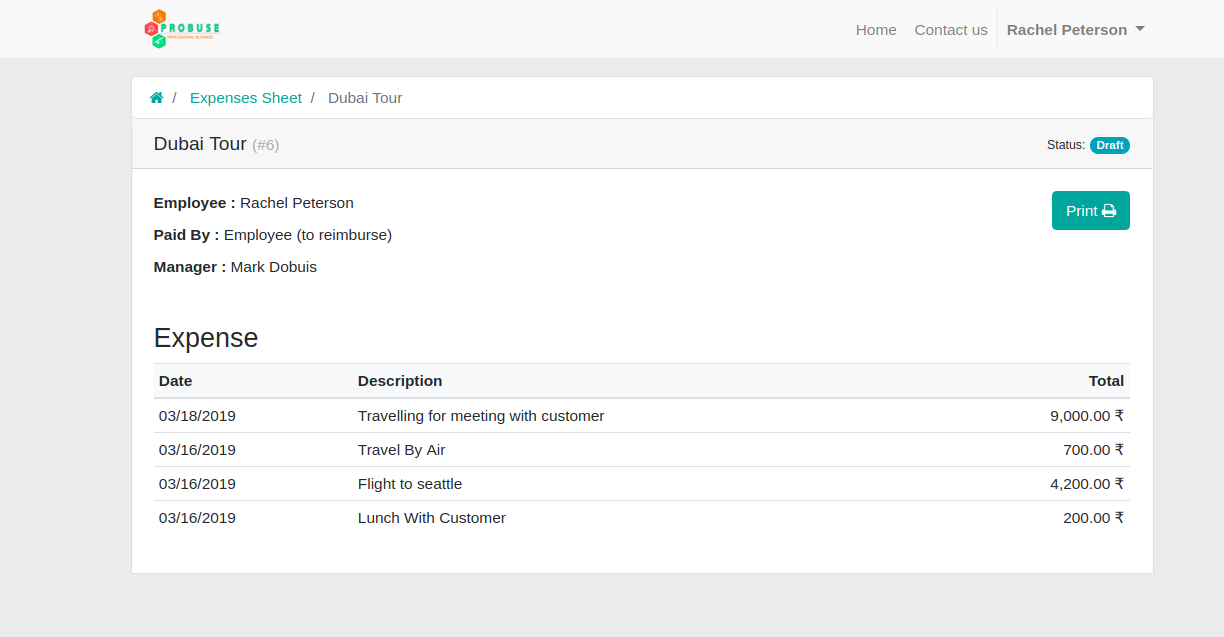 PROBUSE
PROFESSIONAL BUSINESS
Home Contact us Rachel Peterson
/ Expenses Sheet / Dubai Tour
Dubai Tour (#6) Status: Draft
Employee : Rachel Peterson
Print
Paid By : Employee (to reimburse)
Manager : Mark Dobuis
Expense
Date Description Total
03/18/2019 Travelling for meeting with customer 9,000.00 ₹
03/16/2019 Travel By Air 700.00 ₹
03/16/2019 Flight to seattle 4,200.00 ₹
03/16/2019 Lunch With Customer 200.00 ₹